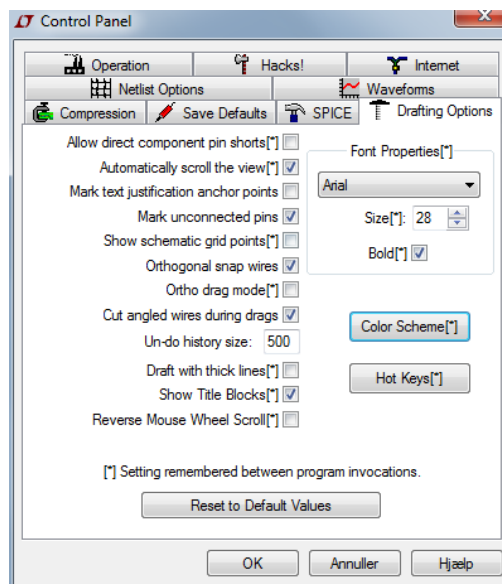 Control Panel
Operation
Hacks!
Internet
Netlist Options
Waveforms
Compression
Save Defaults
SPICE
Drafting Options
Allow direct component pin shorts[*]
Automatically scroll the view[*]
Mark text justification anchor points
Mark unconnected pins
Show schematic grid points[*]
Orthogonal snap wires
Ortho drag mode[*]
Cut angled wires during drags
Un-do history size: 500
Draft with thick lines[*]
Show Title Blocks[*]
Reverse Mouse Wheel Scroll[*]
Font Properties[*]
Arial
Size[*]: 28
Bold[*]
Color Scheme[*]
Hot Keys[*]
[*] Setting remembered between program invocations.
Reset to Default Values
OK
Annuller
Hjælp